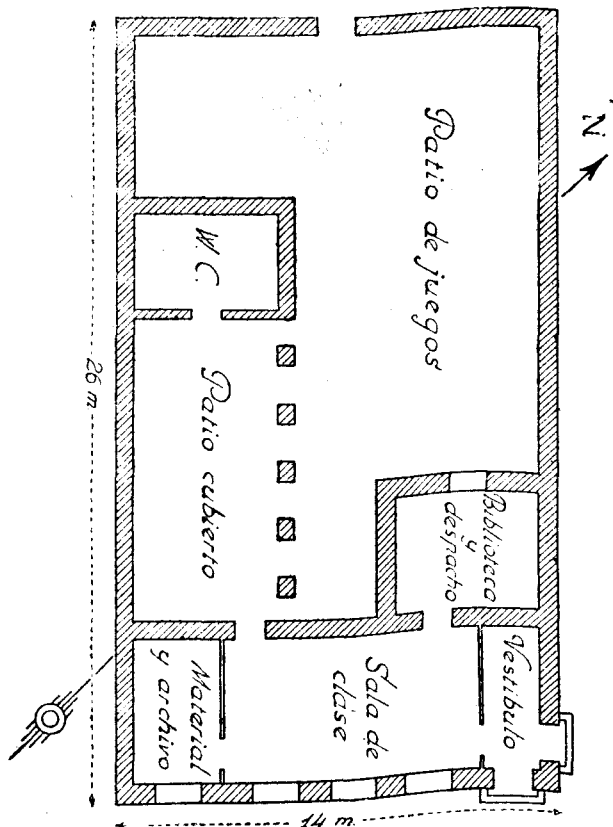 N
Patio de juegos
W.C.
26 m
Patio cubierto
Biblioteca
y
despacho
Vestíbulo
Sala de
clase
Material
y archivo
14 m.